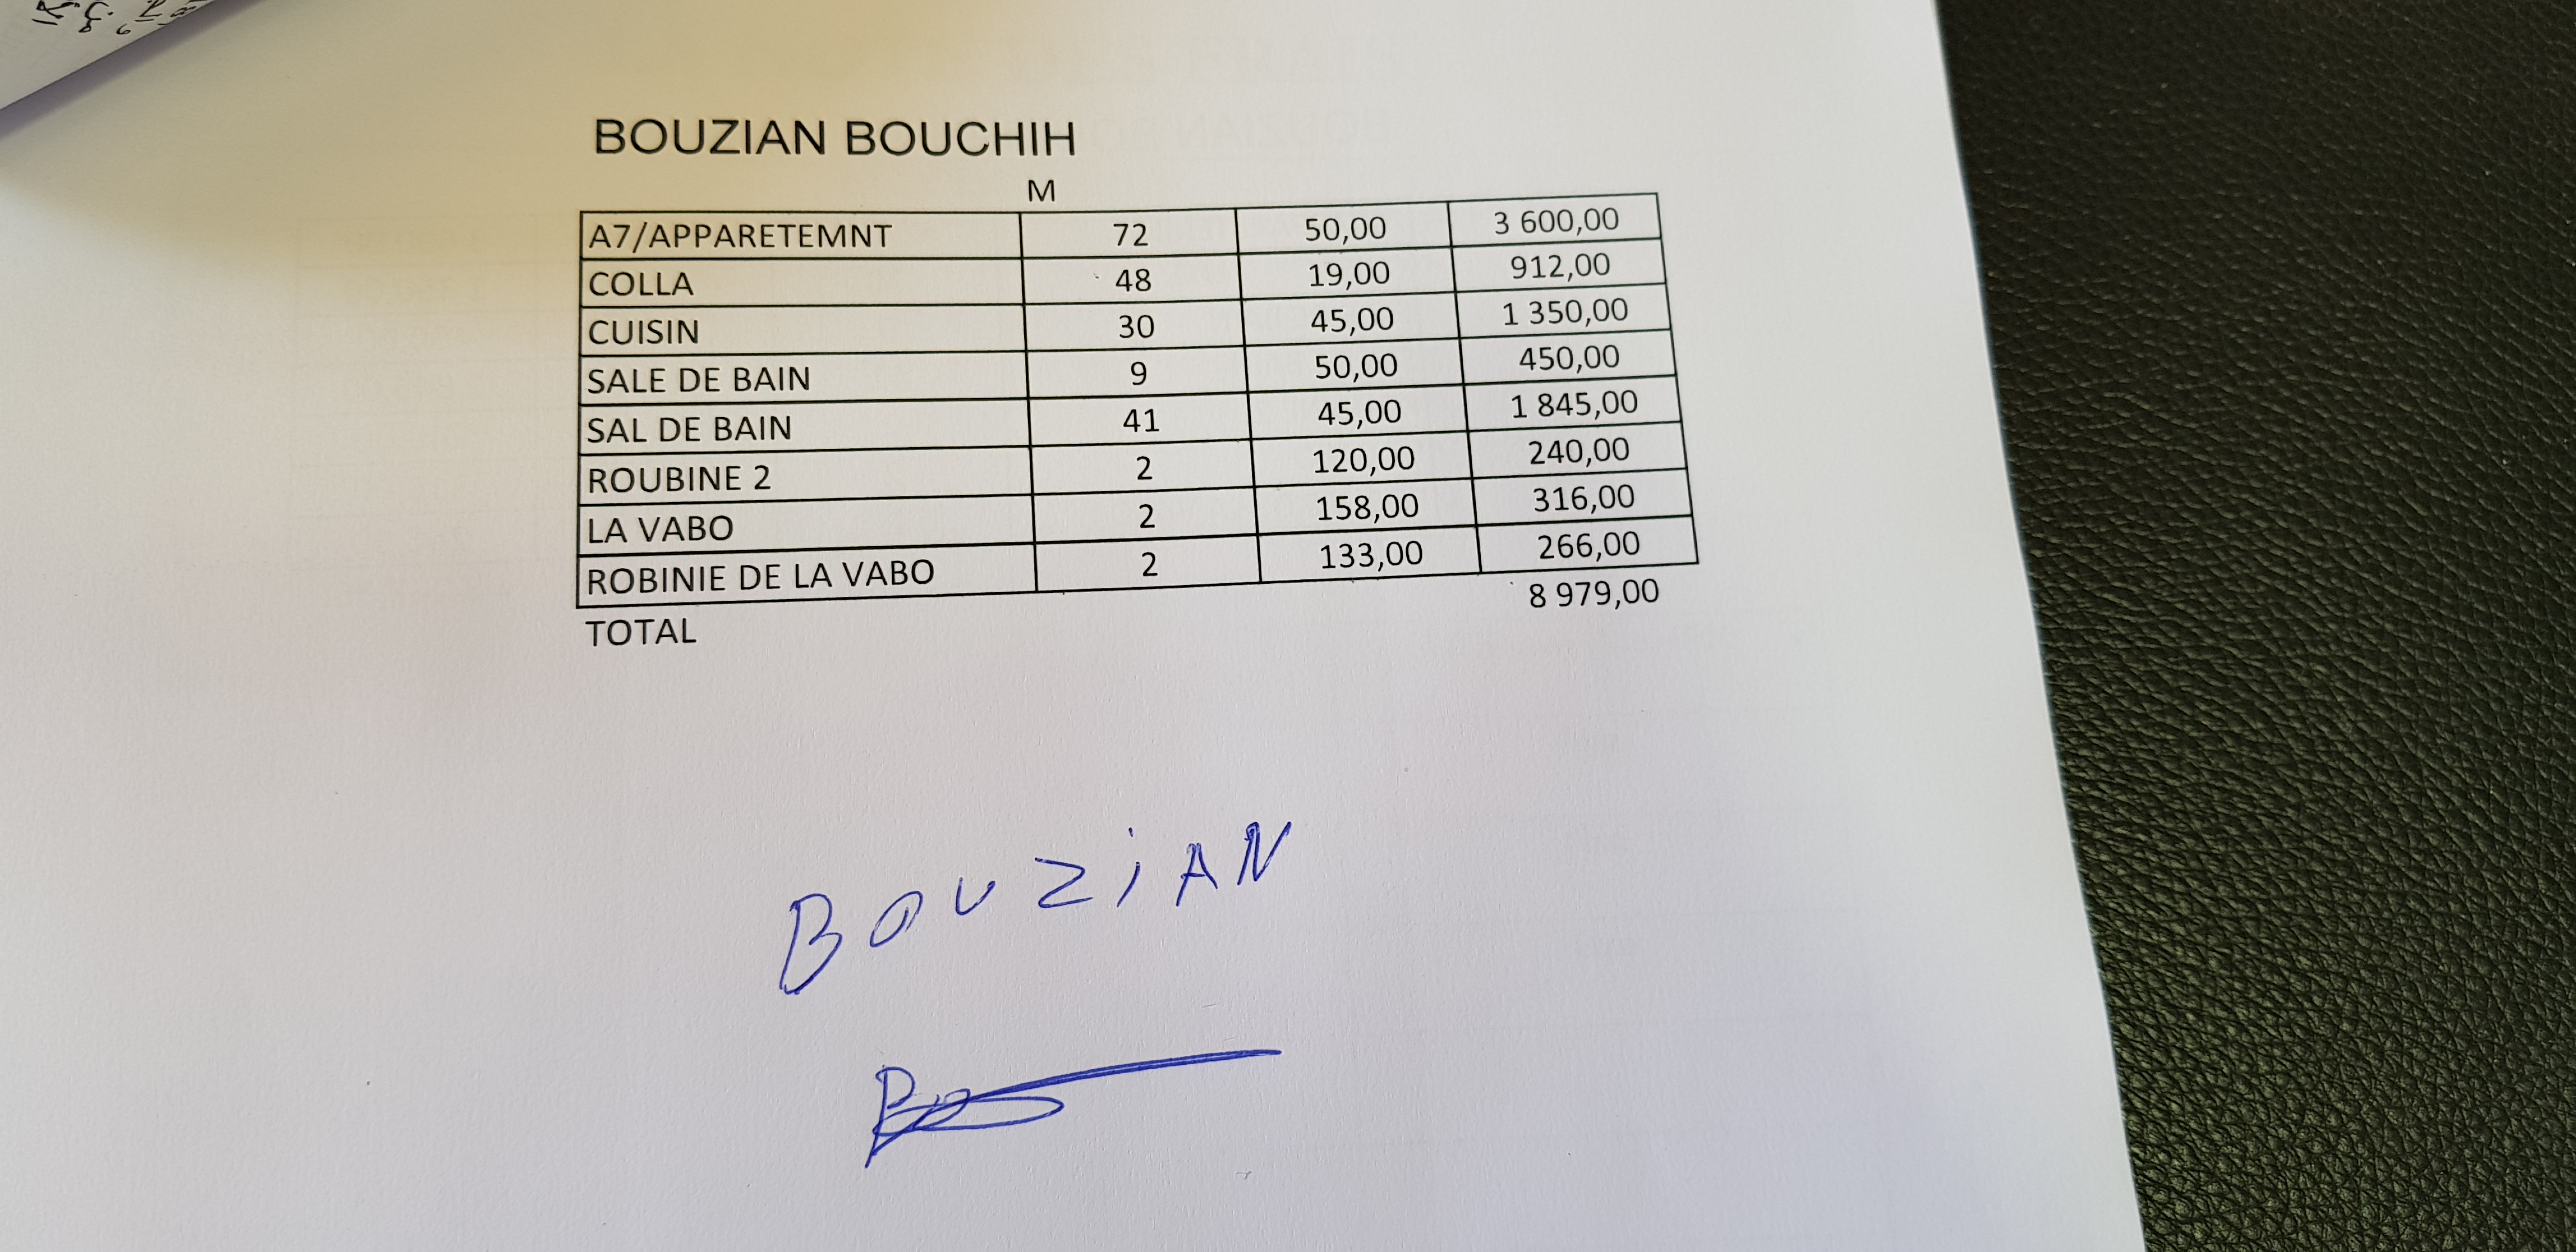 BOUZIAN BOUCHIH
M
A7/APPARETEMNT 72 50,00 3 600,00
COLLA 48 19,00 912,00
CUISIN 30 45,00 1 350,00
SALE DE BAIN 9 50,00 450,00
SAL DE BAIN 41 45,00 1 845,00
ROUBINE 2 2 120,00 240,00
LA VABO 2 158,00 316,00
ROBINIE DE LA VABO 2 133,00 266,00
TOTAL 8 979,00
BOUZIAN